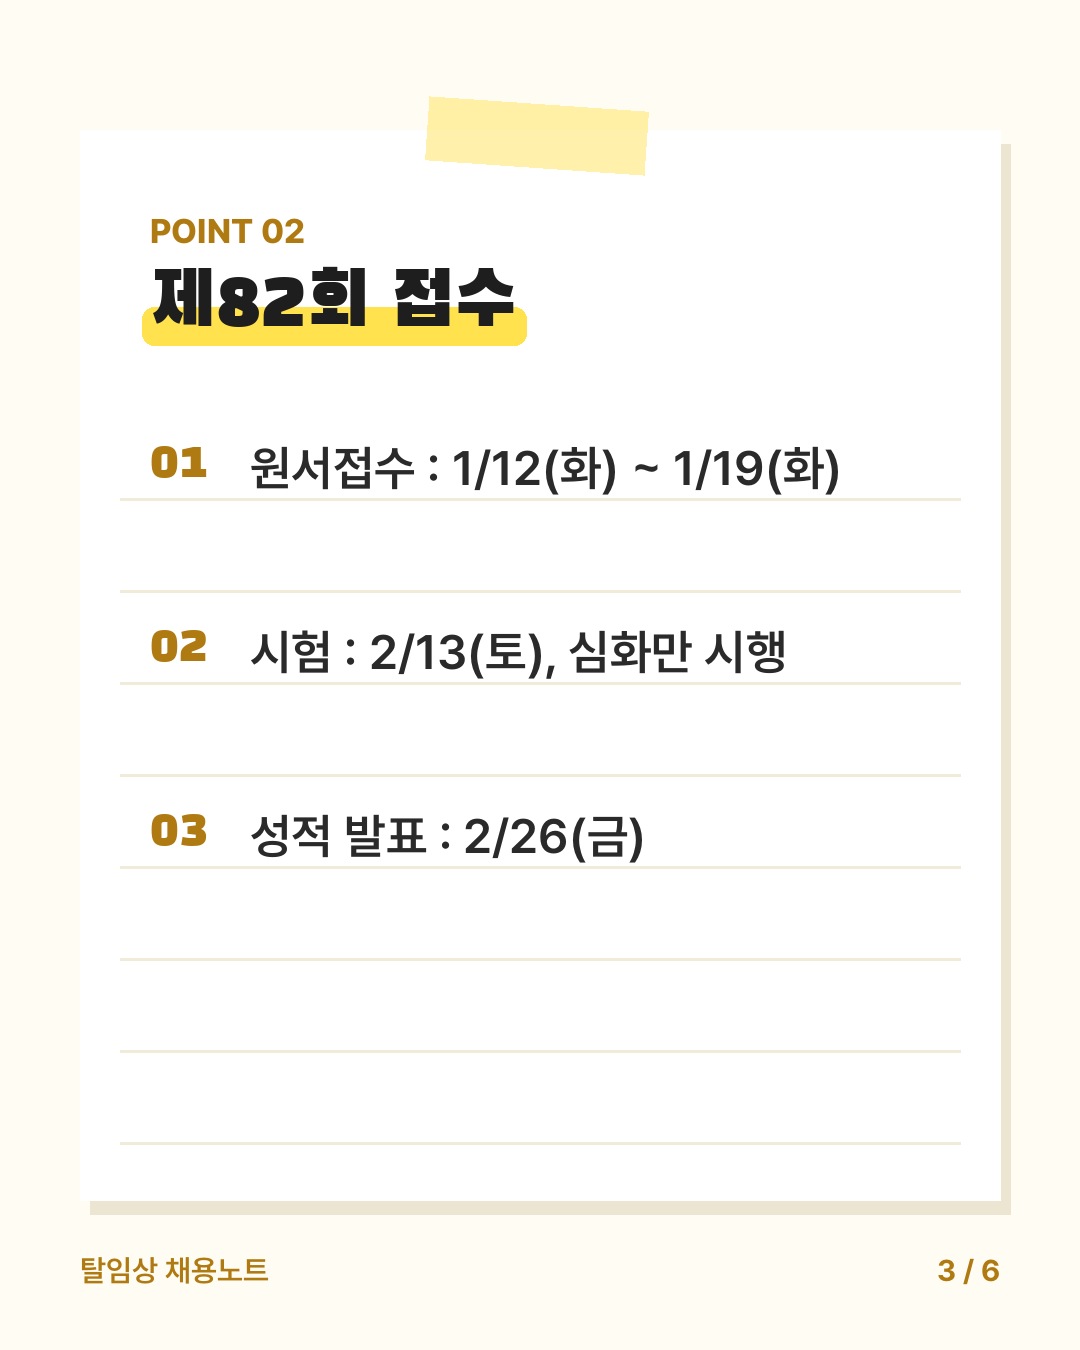 POINT 02
제82회 접수
01 원서접수 : 1/12(화) ~ 1/19(화)
02 시험 : 2/13(토), 심화만 시행
03 성적 발표 : 2/26(금)
탈임상 채용노트
3 / 6